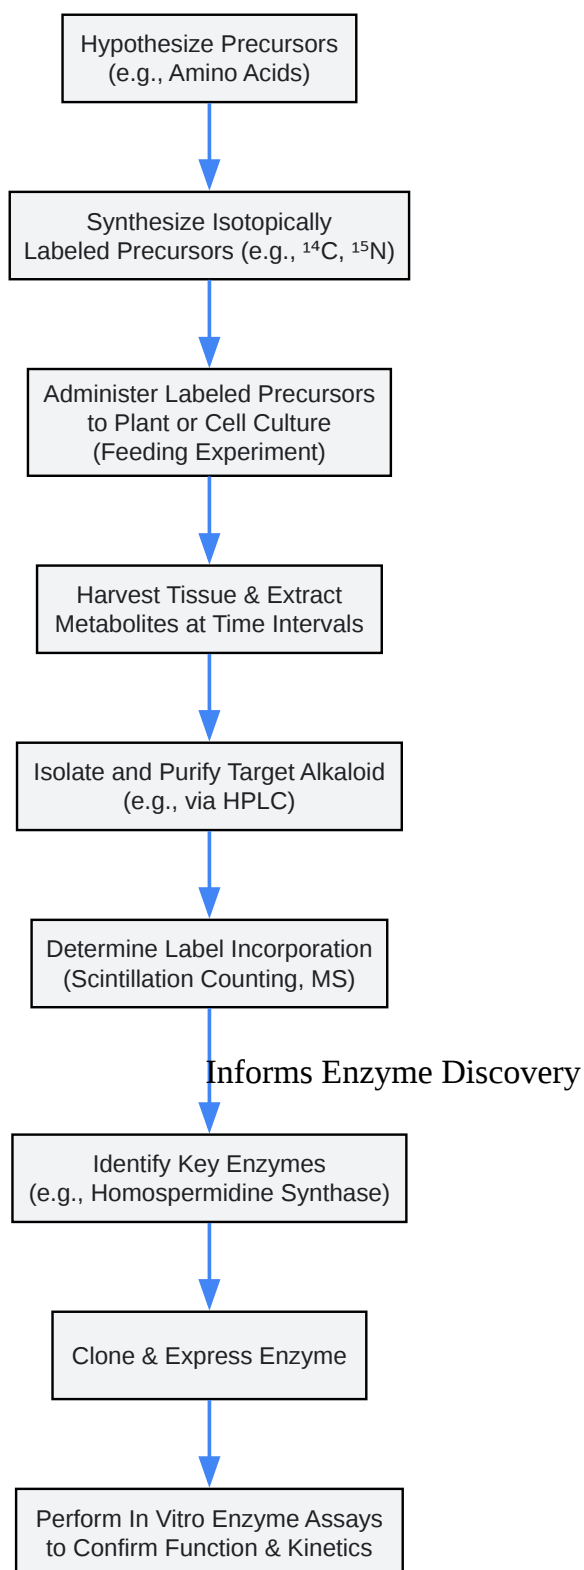 Hypothesize Precursors
(e.g., Amino Acids)
Synthesize Isotopically
Labeled Precursors (e.g., ¹⁴C, ¹⁵N)
Administer Labeled Precursors
to Plant or Cell Culture
(Feeding Experiment)
Harvest Tissue & Extract
Metabolites at Time Intervals
Isolate and Purify Target Alkaloid
(e.g., via HPLC)
Determine Label Incorporation
(Scintillation Counting, MS)
Informs Enzyme Discovery
Identify Key Enzymes
(e.g., Homospermidine Synthase)
Clone & Express Enzyme
Perform In Vitro Enzyme Assays
to Confirm Function & Kinetics